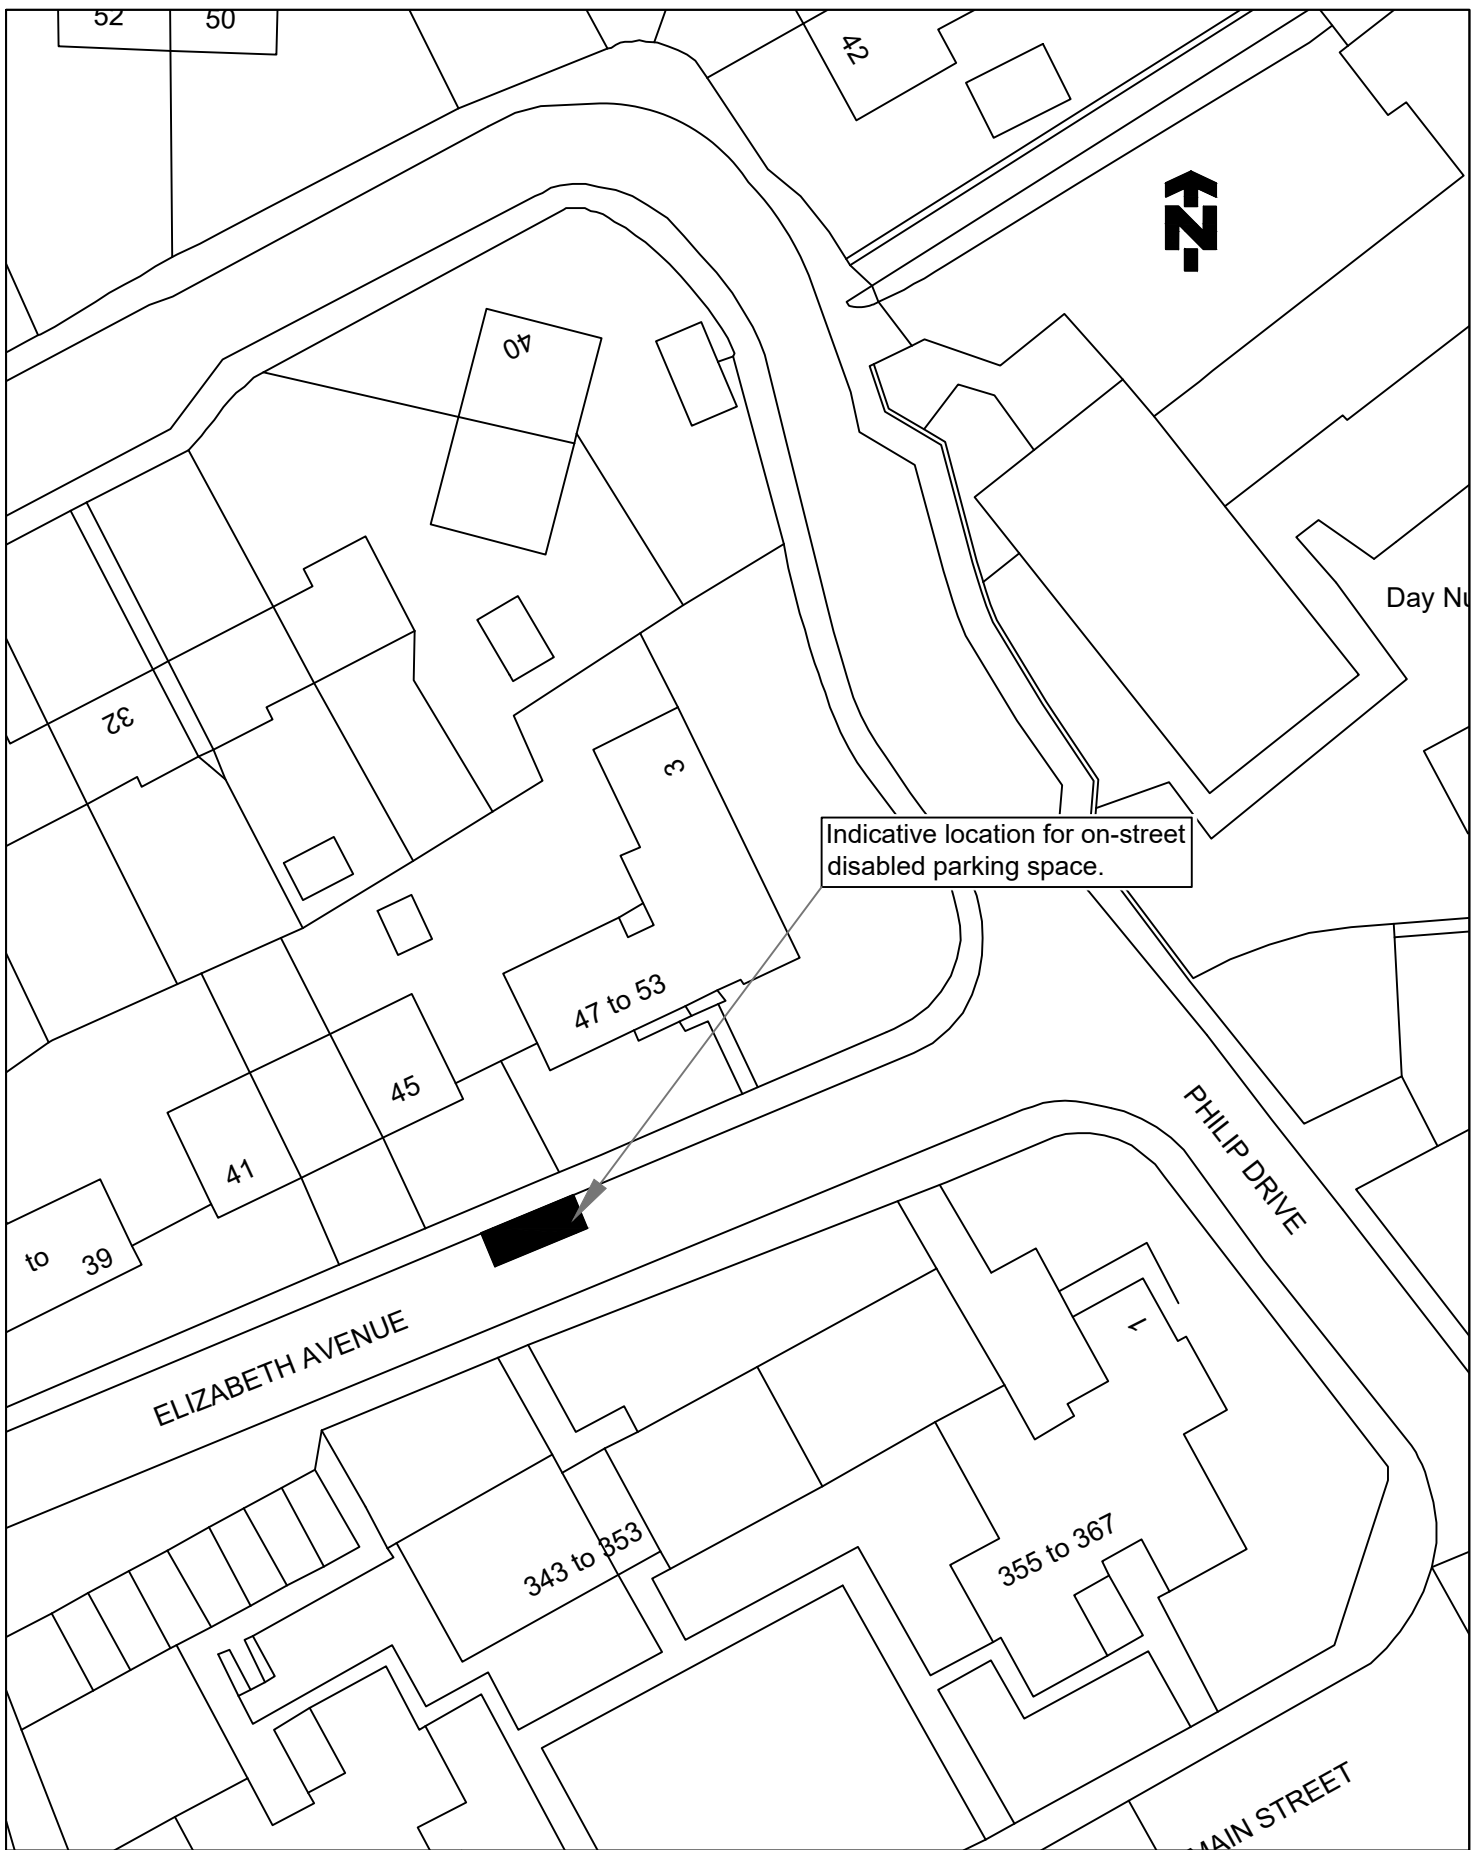 52
50
42
N
40
Day Nu
32
3
Indicative location for on-street
disabled parking space.
47 to 53
45
41
to 39
PHILIP DRIVE
ELIZABETH AVENUE
1
343 to 353
355 to 367
MAIN STREET